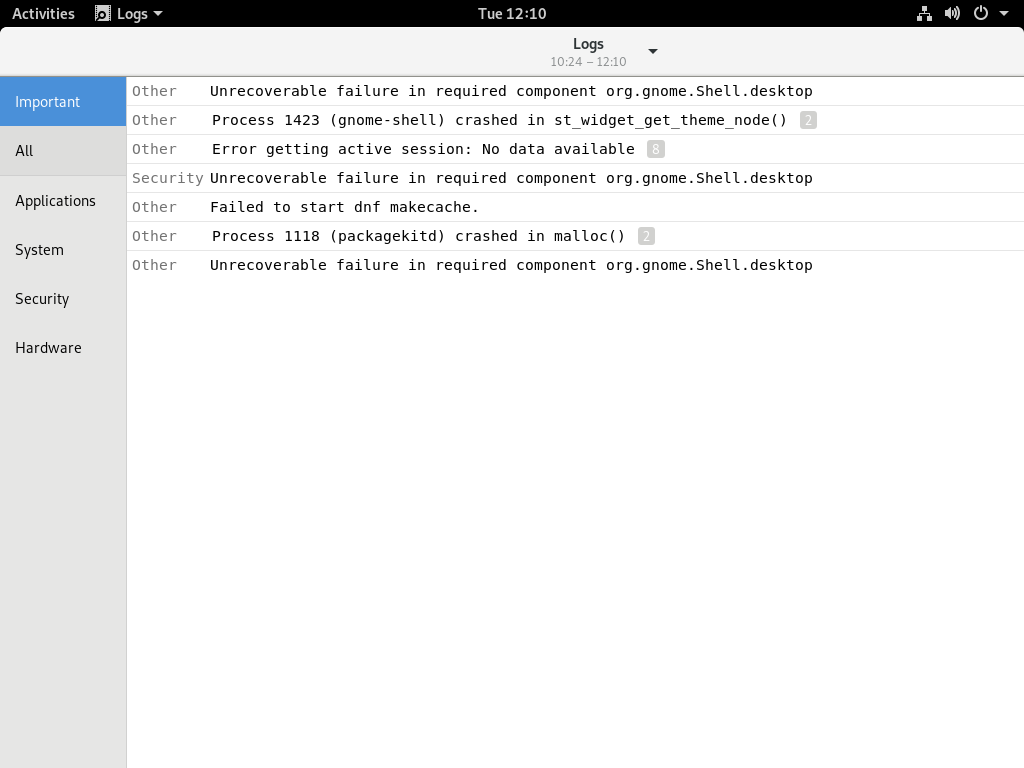 Activities Logs Tue 12:10
Logs
10:24 – 12:10
Important
All
Applications
System
Security
Hardware
Other Unrecoverable failure in required component org.gnome.Shell.desktop
Other Process 1423 (gnome-shell) crashed in st_widget_get_theme_node() 2
Other Error getting active session: No data available 8
Security Unrecoverable failure in required component org.gnome.Shell.desktop
Other Failed to start dnf makecache.
Other Process 1118 (packagekitd) crashed in malloc() 2
Other Unrecoverable failure in required component org.gnome.Shell.desktop